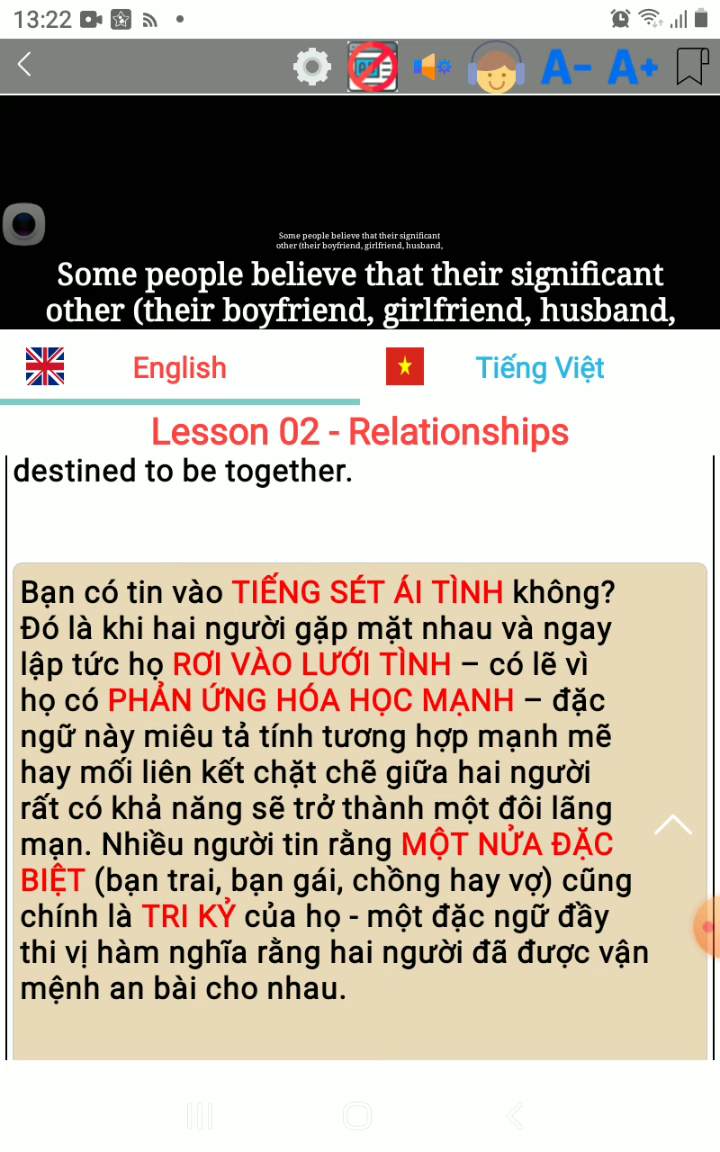 13:22
A- A+
Some people believe that their significant
other (their boyfriend, girlfriend, husband,
Some people believe that their significant
other (their boyfriend, girlfriend, husband,
English Tiếng Việt
Lesson 02 - Relationships
destined to be together.
Bạn có tin vào TIẾNG SÉT ÁI TÌNH không?
Đó là khi hai người gặp mặt nhau và ngay
lập tức họ RƠI VÀO LƯỚI TÌNH – có lẽ vì
họ có PHẢN ỨNG HÓA HỌC MẠNH – đặc
ngữ này miêu tả tính tương hợp mạnh mẽ
hay mối liên kết chặt chẽ giữa hai người
rất có khả năng sẽ trở thành một đôi lãng
mạn. Nhiều người tin rằng MỘT NỬA ĐẶC
BIỆT (bạn trai, bạn gái, chồng hay vợ) cũng
chính là TRI KỶ của họ - một đặc ngữ đầy
thi vị hàm nghĩa rằng hai người đã được vận
mệnh an bài cho nhau.